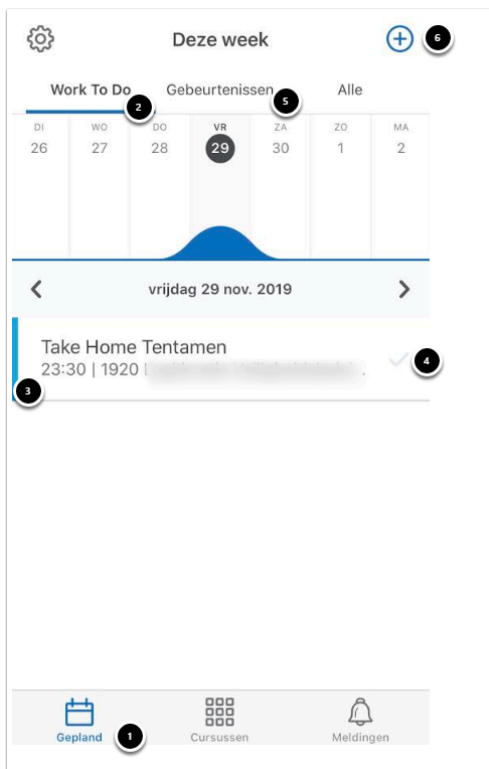 Deze week
6
Work To Do Gebeurtenissen Alle
2 5
DI WO DO VR ZA ZO MA
26 27 28 29 30 1 2
vrijdag 29 nov. 2019
Take Home Tentamen
23:30 | 1920
4
3
Gepland Cursussen Meldingen
1